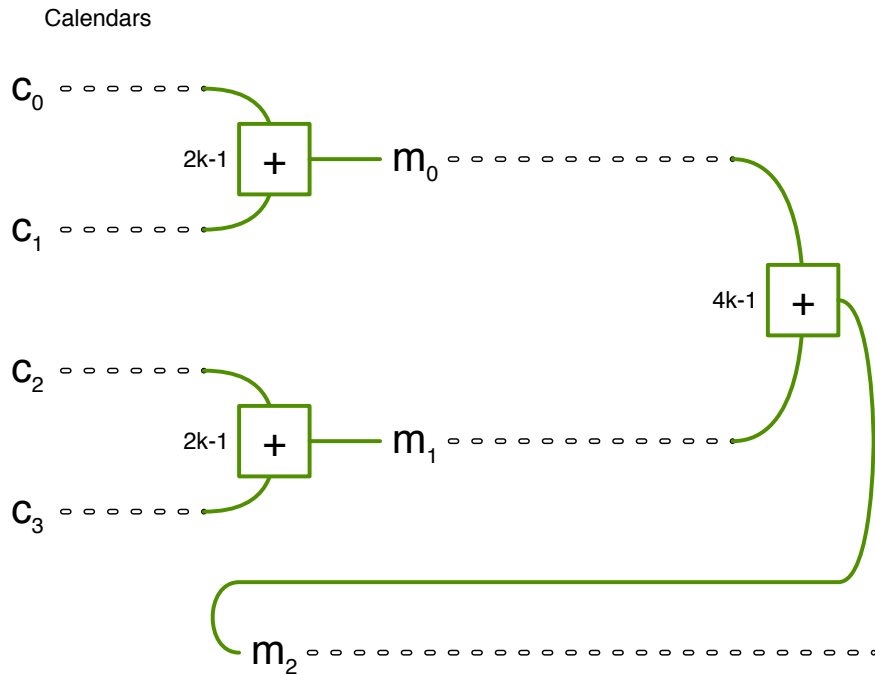 Calendars
c₀
2k-1 + m₀
c₁
4k-1 +
c₂
2k-1 + m₁
c₃
m₂